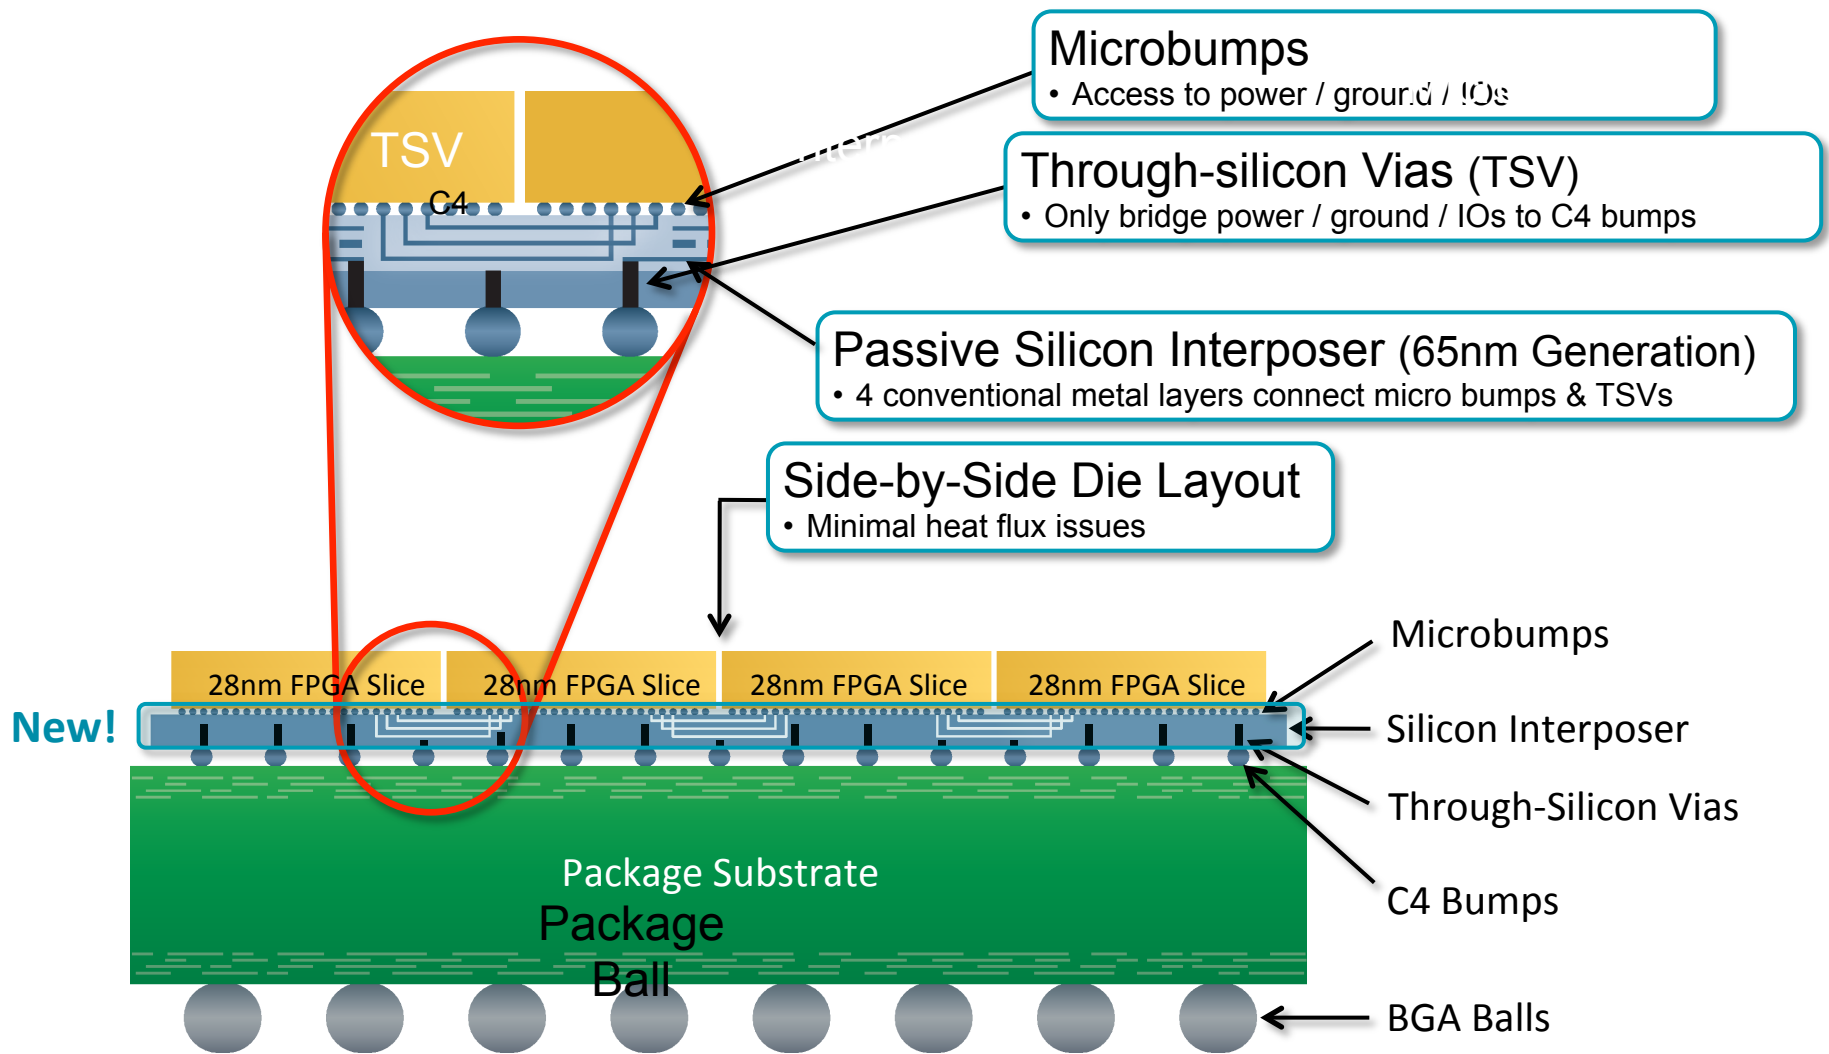 Microbumps
• Access to power / ground / IOs
TSV
C4
Through-silicon Vias (TSV)
• Only bridge power / ground / IOs to C4 bumps
Passive Silicon Interposer (65nm Generation)
• 4 conventional metal layers connect micro bumps & TSVs
Side-by-Side Die Layout
• Minimal heat flux issues
Microbumps
28nm FPGA Slice
28nm FPGA Slice
28nm FPGA Slice
28nm FPGA Slice
New!
Silicon Interposer
Through-Silicon Vias
Package Substrate
C4 Bumps
Package
Ball
BGA Balls